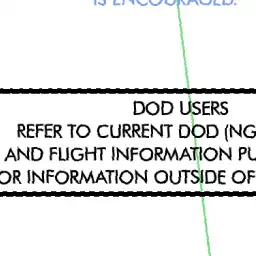 IS ENCOURAGED.
DOD USERS
REFER TO CURRENT DOD (NG
AND FLIGHT INFORMATION PU
OR INFORMATION OUTSIDE OF